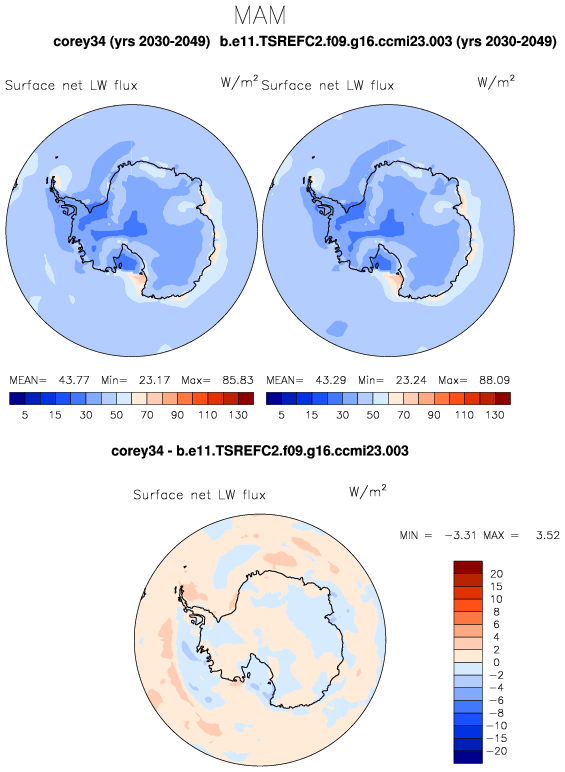 MAM
corey34 (yrs 2030-2049) b.e11.TSREFC2.f09.g16.ccmi23.003 (yrs 2030-2049)
Surface net LW flux W/m² Surface net LW flux W/m²
MEAN= 43.77 Min= 23.17 Max= 85.83 MEAN= 43.29 Min= 23.24 Max= 88.09
5 15 30 50 70 90 110 130 5 15 30 50 70 90 110 130
corey34 - b.e11.TSREFC2.f09.g16.ccmi23.003
Surface net LW flux W/m²
MIN = −3.31 MAX = 3.52
20
15
10
8
6
4
2
0
−2
−4
−6
−8
−10
−15
−20